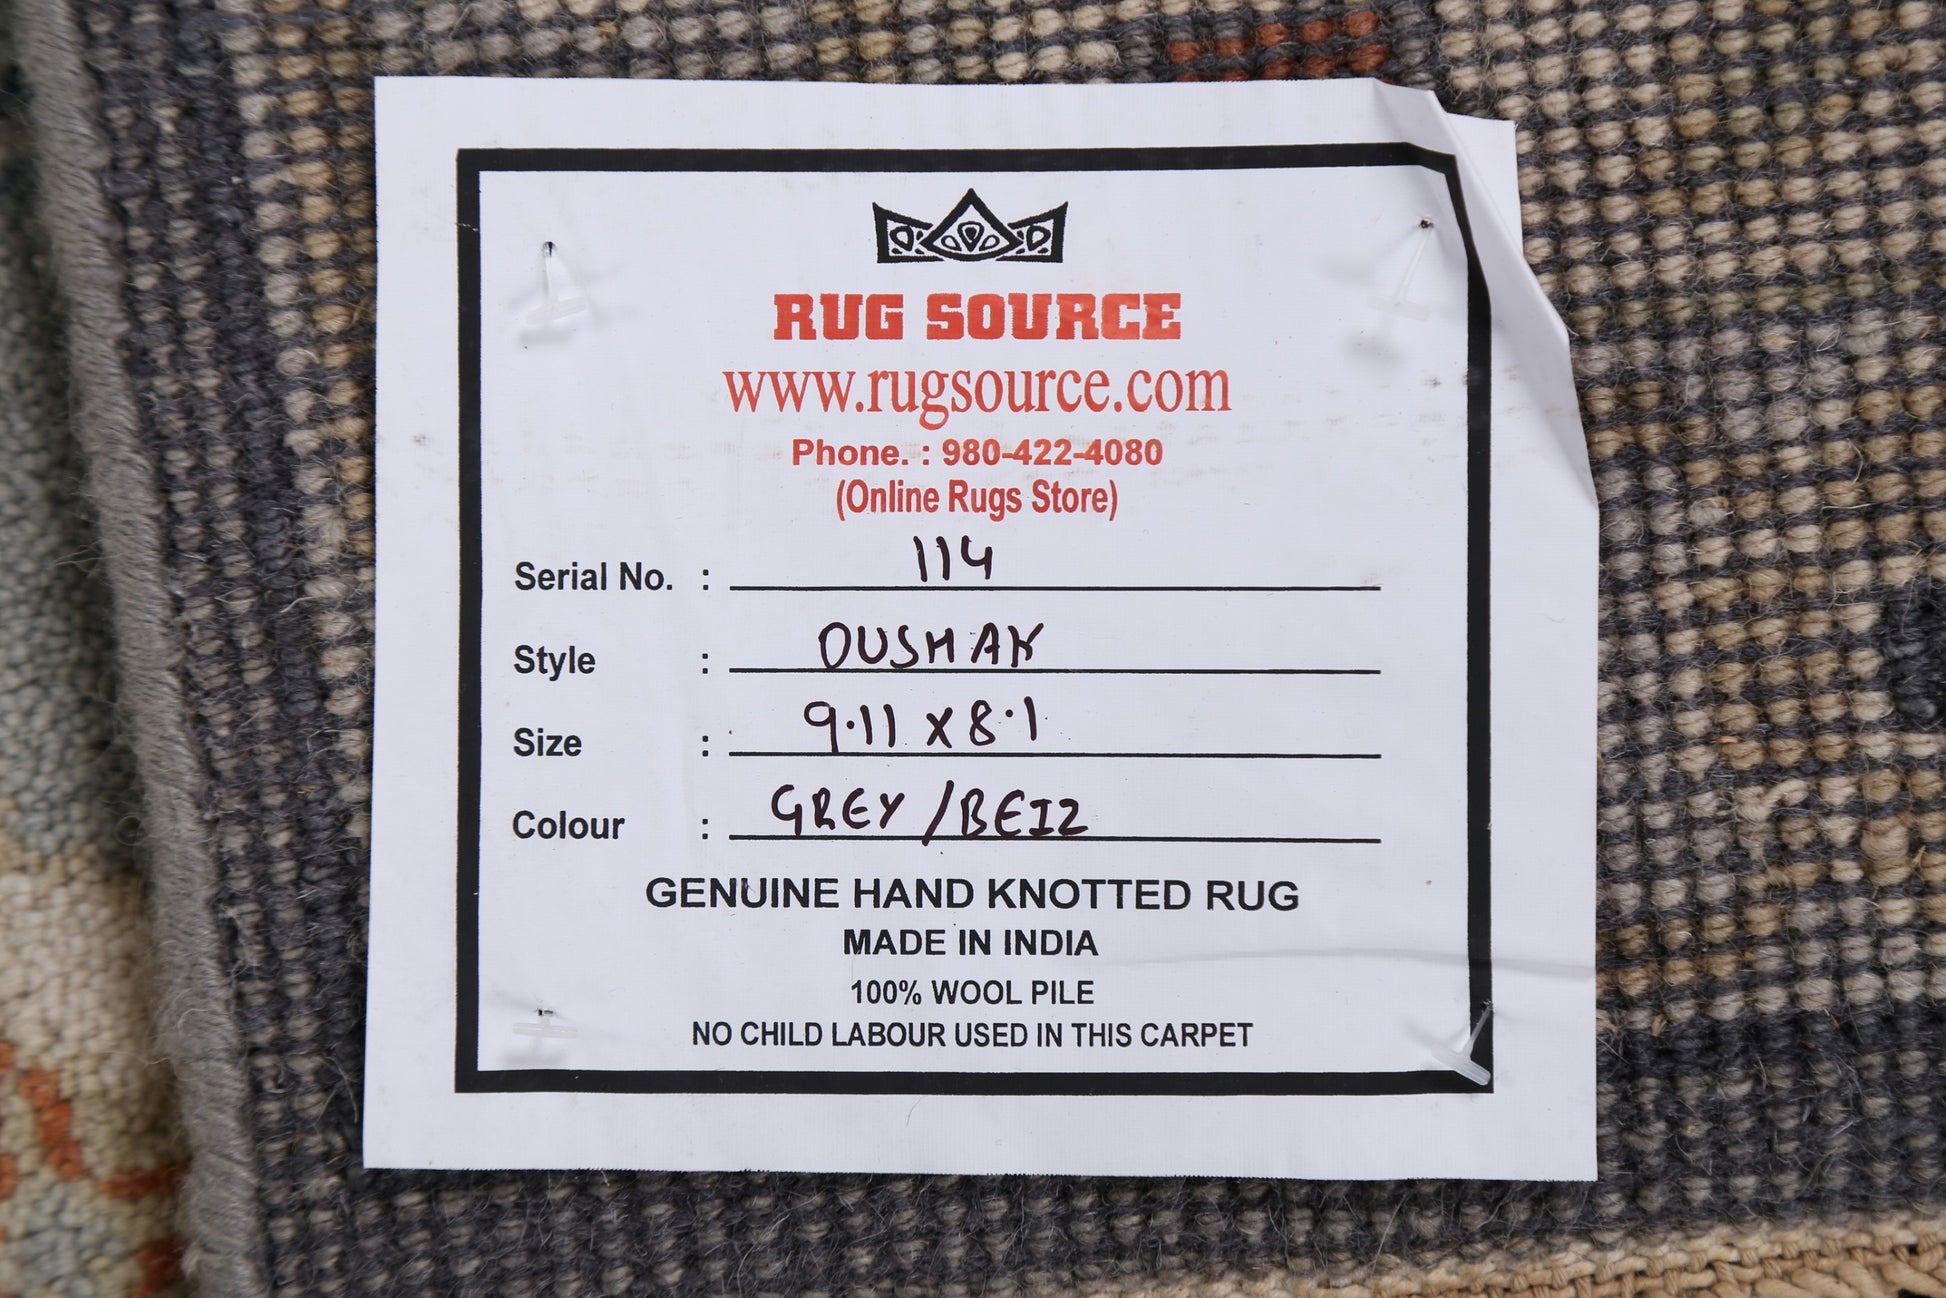 RUG SOURCE
www.rugsource.com
Phone. : 980-422-4080
(Online Rugs Store)
Serial No. : 114
Style : OUSHAK
Size : 9.11 x 8.1
Colour : GREY/BEIZ
GENUINE HAND KNOTTED RUG
MADE IN INDIA
100% WOOL PILE
NO CHILD LABOUR USED IN THIS CARPET